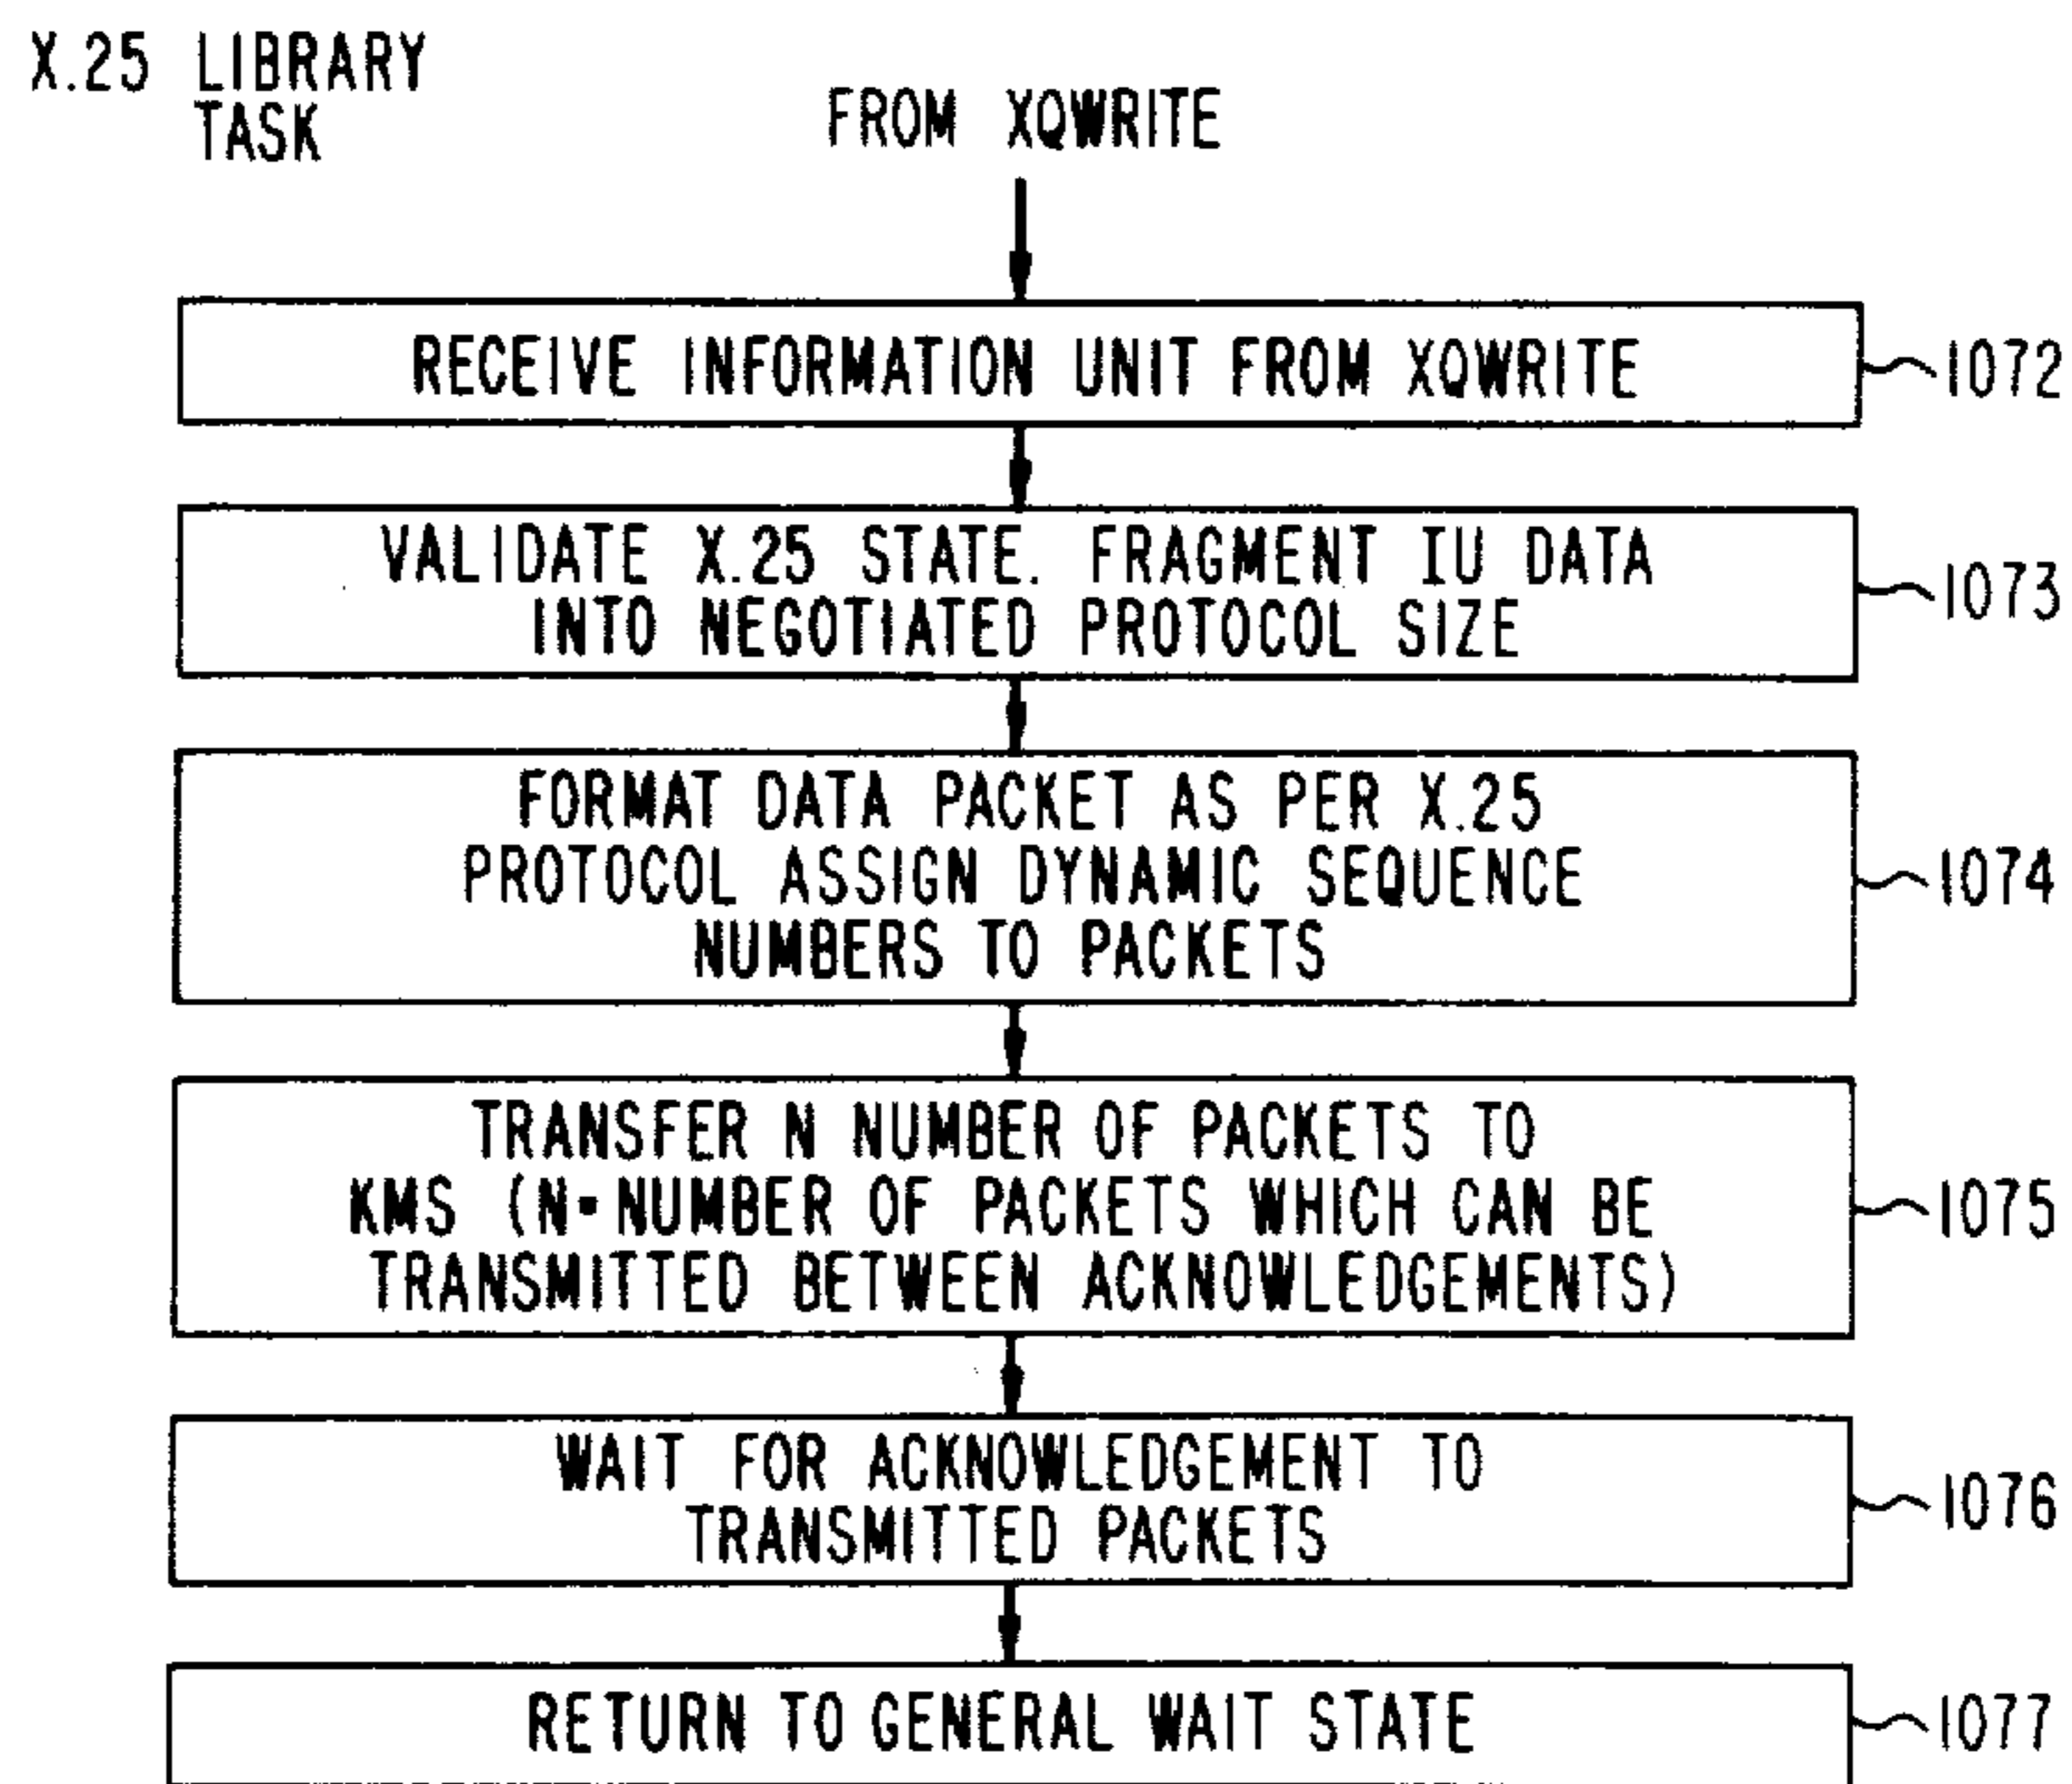 X.25 LIBRARY
TASK
FROM XQWRITE
RECEIVE INFORMATION UNIT FROM XQWRITE
1072
VALIDATE X.25 STATE. FRAGMENT IU DATA
INTO NEGOTIATED PROTOCOL SIZE
1073
FORMAT DATA PACKET AS PER X.25
PROTOCOL ASSIGN DYNAMIC SEQUENCE
NUMBERS TO PACKETS
1074
TRANSFER N NUMBER OF PACKETS TO
KMS (N=NUMBER OF PACKETS WHICH CAN BE
TRANSMITTED BETWEEN ACKNOWLEDGEMENTS)
1075
WAIT FOR ACKNOWLEDGEMENT TO
TRANSMITTED PACKETS
1076
RETURN TO GENERAL WAIT STATE
1077